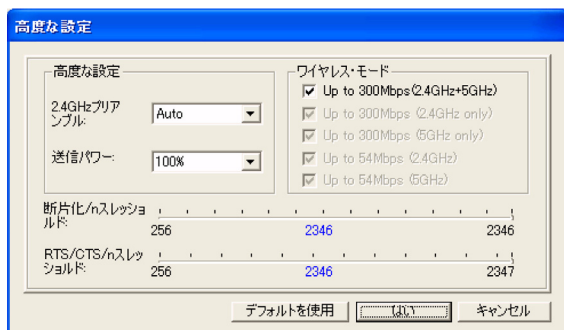 高度な設定
高度な設定
2.4GHzプリア
ンブル:
Auto
送信パワー:
100%
ワイヤレス・モード
Up to 300Mbps(2.4GHz+5GHz)
Up to 300Mbps (2.4GHz only)
Up to 300Mbps (5GHz only)
Up to 54Mbps (2.4GHz)
Up to 54Mbps (5GHz)
断片化/nスレッショ
ルド:
256 2346 2346
RTS/CTS/nスレッ
ショルド:
256 2346 2347
デフォルトを使用 はい キャンセル